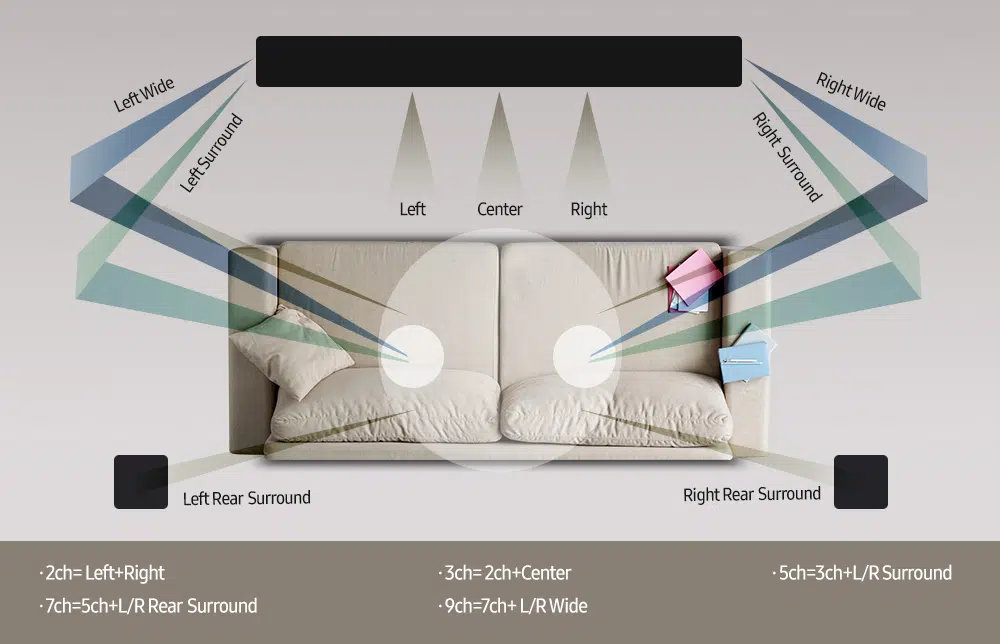 Left Wide
Right Wide
Left Surround
Right Surround
Left
Center
Right
Left Rear Surround
Right Rear Surround
· 2ch= Left+Right
· 3ch= 2ch+Center
· 5ch=3ch+L/R Surround
· 7ch=5ch+L/R Rear Surround
· 9ch=7ch+ L/R Wide